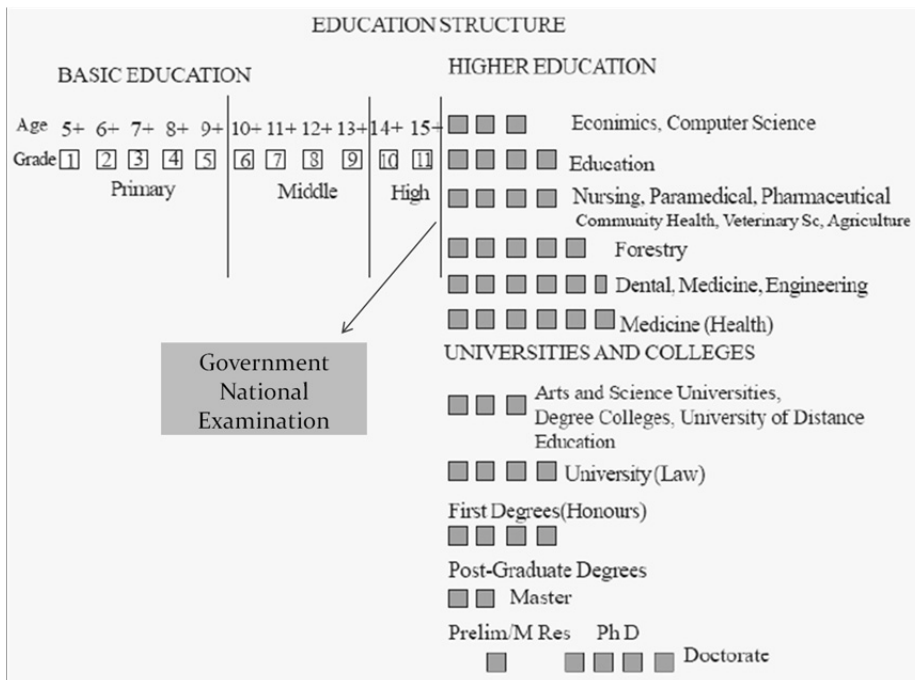 EDUCATION STRUCTURE
BASIC EDUCATION
Age 5+ 6+ 7+ 8+ 9+ 10+ 11+ 12+ 13+ 14+ 15+
Grade 1 2 3 4 5 6 7 8 9 10 11
Primary Middle High
Government
National
Examination
HIGHER EDUCATION
Econimics, Computer Science
Education
Nursing, Paramedical, Pharmaceutical
Community Health, Veterinary Sc, Agriculture
Forestry
Dental, Medicine, Engineering
Medicine (Health)
UNIVERSITIES AND COLLEGES
Arts and Science Universities,
Degree Colleges, University of Distance
Education
University (Law)
First Degrees(Honours)
Post-Graduate Degrees
Master
Prelim/M Res Ph D
Doctorate